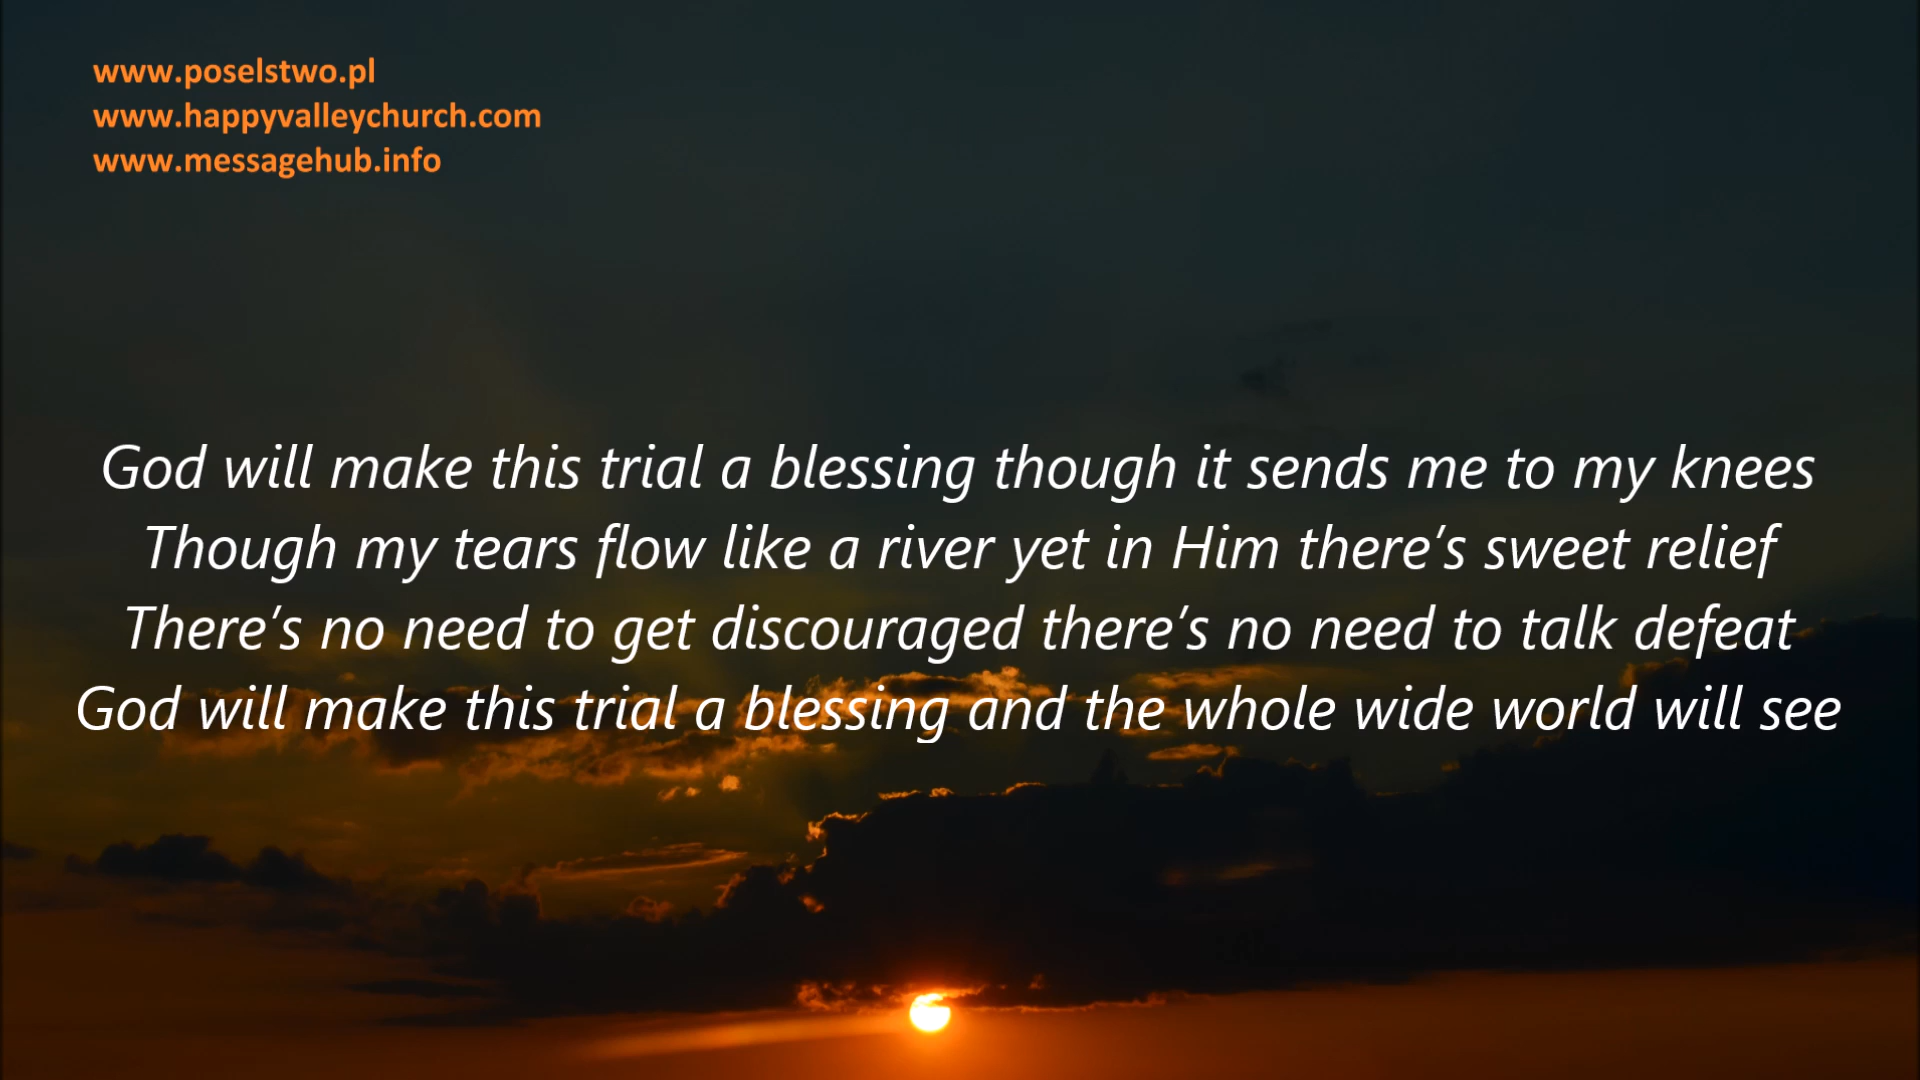 www.poselstwo.pl
www.happyvalleychurch.com
www.messagehub.info
God will make this trial a blessing though it sends me to my knees
Though my tears flow like a river yet in Him there’s sweet relief
There’s no need to get discouraged there’s no need to talk defeat
God will make this trial a blessing and the whole wide world will see